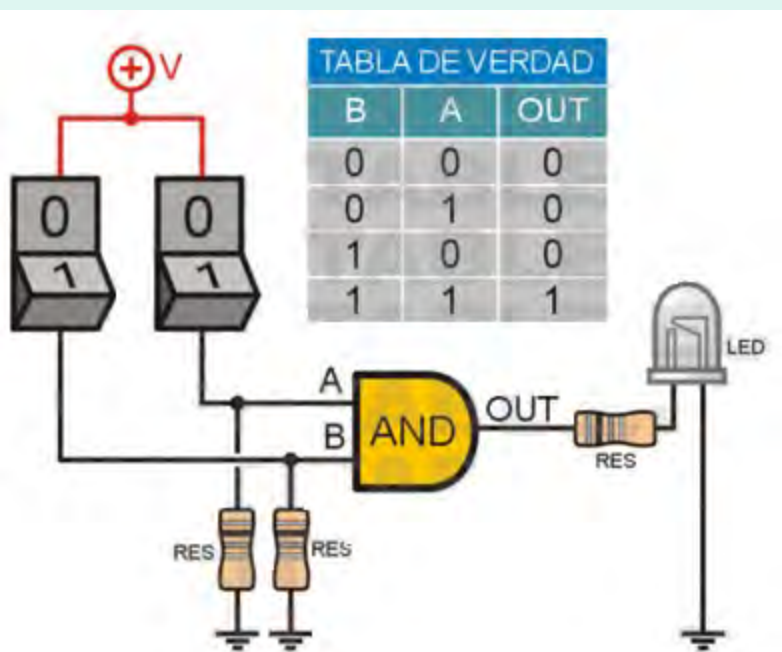 V
TABLA DE VERDAD
B A OUT
0 0 0
0 1 0
1 0 0
1 1 1
0 0
1 1
LED
A
B
AND
OUT
RES
RES
RES